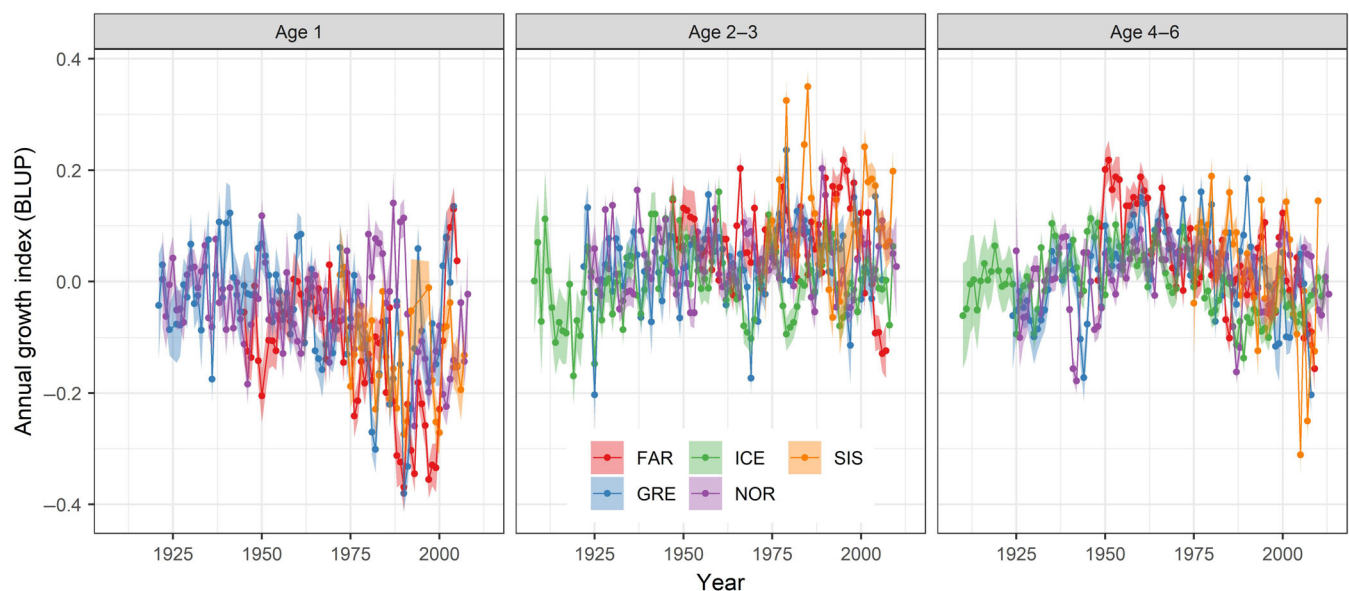 Age 1
Age 2–3
Age 4–6
0.4
0.2
0.0
–0.2
–0.4
Annual growth index (BLUP)
FAR
ICE
SIS
GRE
NOR
1925
1950
1975
2000
1925
1950
1975
2000
1925
1950
1975
2000
Year